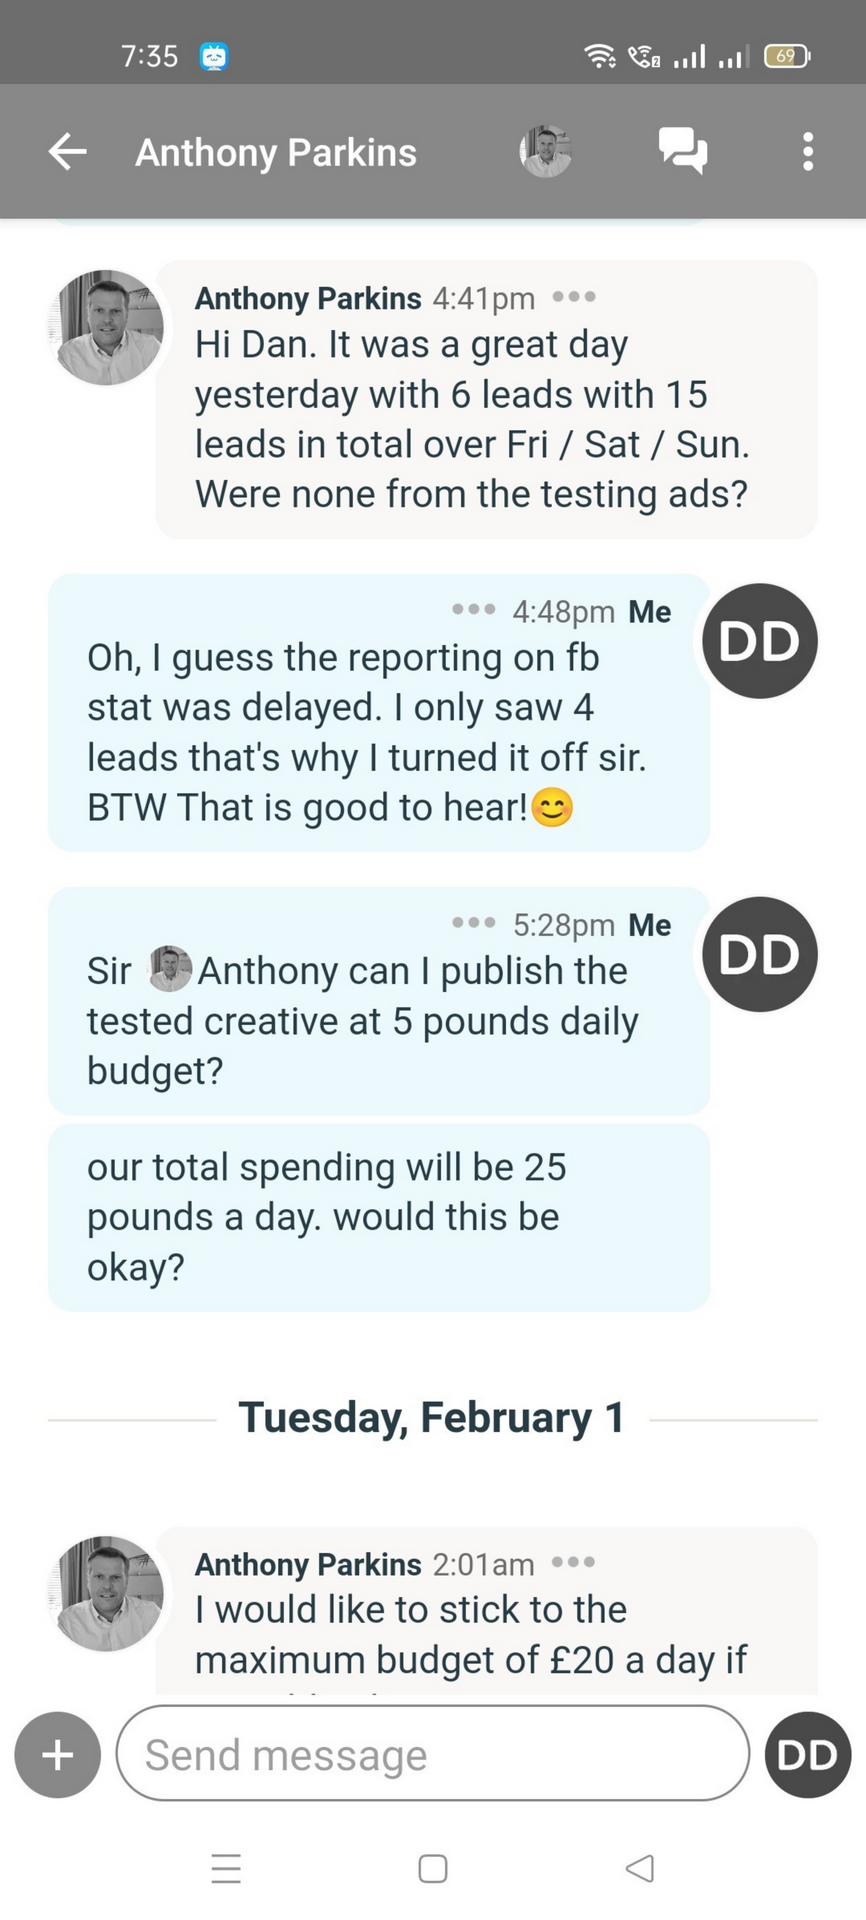 7:35
69
Anthony Parkins
Anthony Parkins 4:41pm
Hi Dan. It was a great day
yesterday with 6 leads with 15
leads in total over Fri / Sat / Sun.
Were none from the testing ads?
4:48pm Me
DD
Oh, I guess the reporting on fb
stat was delayed. I only saw 4
leads that's why I turned it off sir.
BTW That is good to hear!😊
5:28pm Me
DD
Sir Anthony can I publish the
tested creative at 5 pounds daily
budget?
our total spending will be 25
pounds a day. would this be
okay?
Tuesday, February 1
Anthony Parkins 2:01am
I would like to stick to the
maximum budget of £20 a day if
Send message
DD